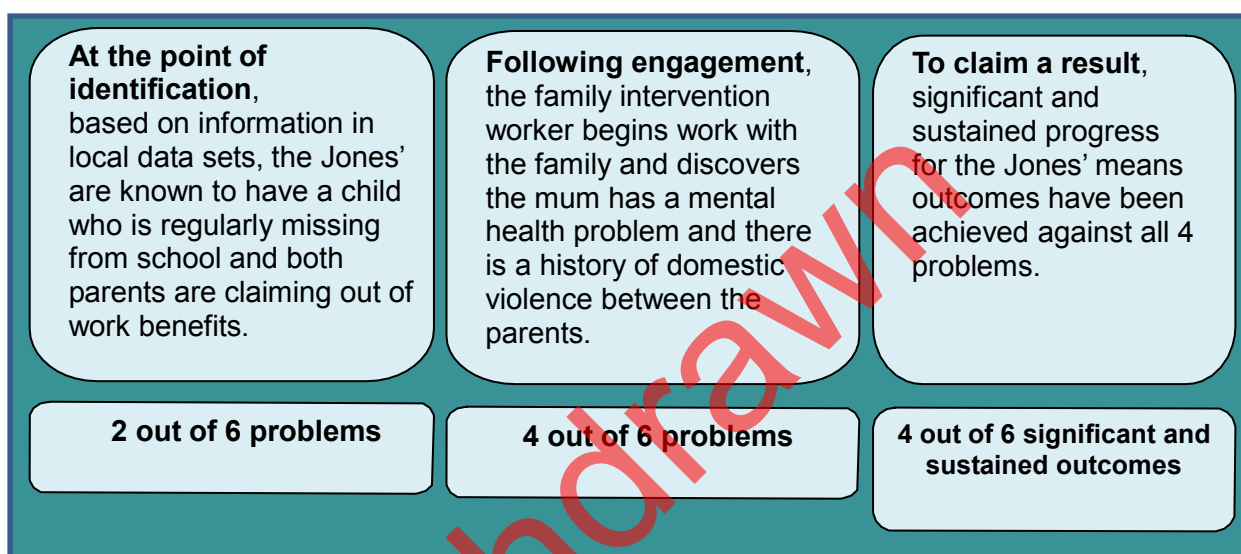 At the point of
identification,
based on information in
local data sets, the Jones’
are known to have a child
who is regularly missing
from school and both
parents are claiming out of
work benefits.
2 out of 6 problems
Following engagement,
the family intervention
worker begins work with
the family and discovers
the mum has a mental
health problem and there
is a history of domestic
violence between the
parents.
4 out of 6 problems
To claim a result,
significant and
sustained progress
for the Jones’ means
outcomes have been
achieved against all 4
problems.
4 out of 6 significant and
sustained outcomes
hdrawn